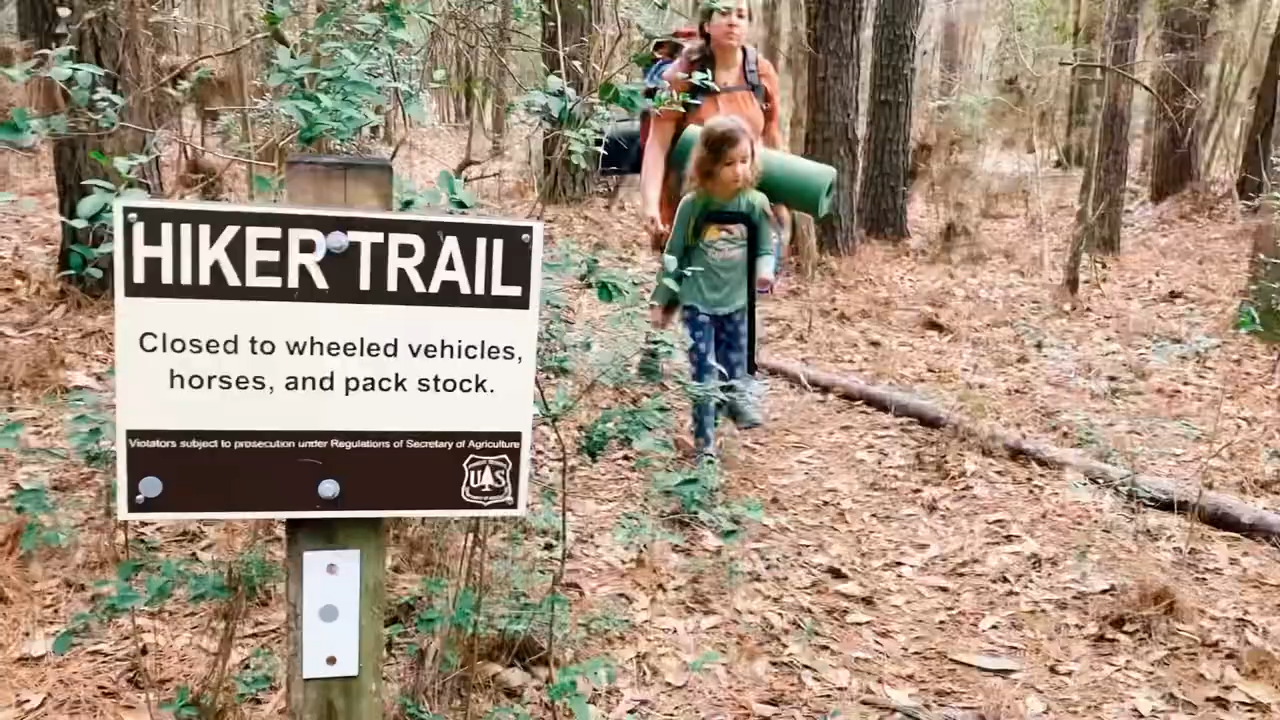 HIKER TRAIL
Closed to wheeled vehicles,
horses, and pack stock.
Violators subject to prosecution under Regulations of Secretary of Agriculture
UAS